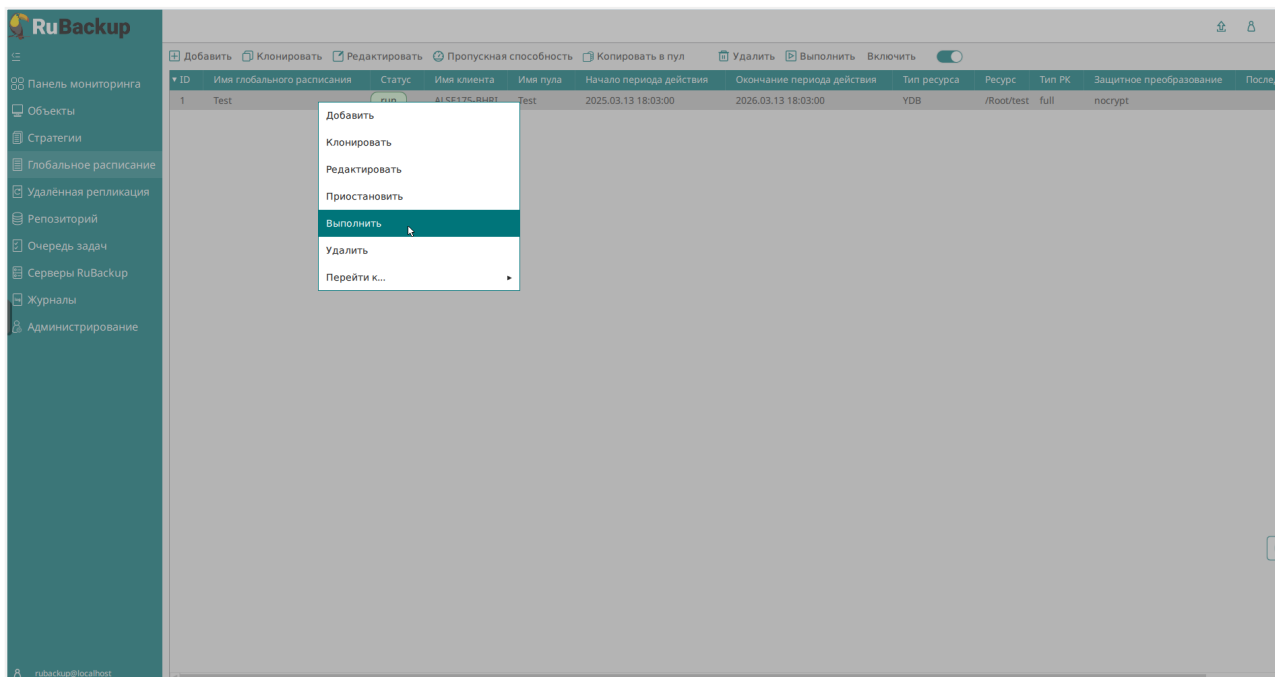 RuBackup
Добавить Клонировать Редактировать Пропускная способность Копировать в пул Удалить Выполнить Включить
ID Имя глобального расписания Статус Имя клиента Имя пула Начало периода действия Окончание периода действия Тип ресурса Ресурс Тип РК Защитное преобразование После
1 Test run ALSE175-BHRI Test 2025.03.13 18:03:00 2026.03.13 18:03:00 YDB /Root/test full nocrypt
Панель мониторинга
Объекты
Стратегии
Глобальное расписание
Удалённая репликация
Репозиторий
Очередь задач
Серверы RuBackup
Журналы
Администрирование
Добавить
Клонировать
Редактировать
Приостановить
Выполнить
Удалить
Перейти к...
rubackup@localhost